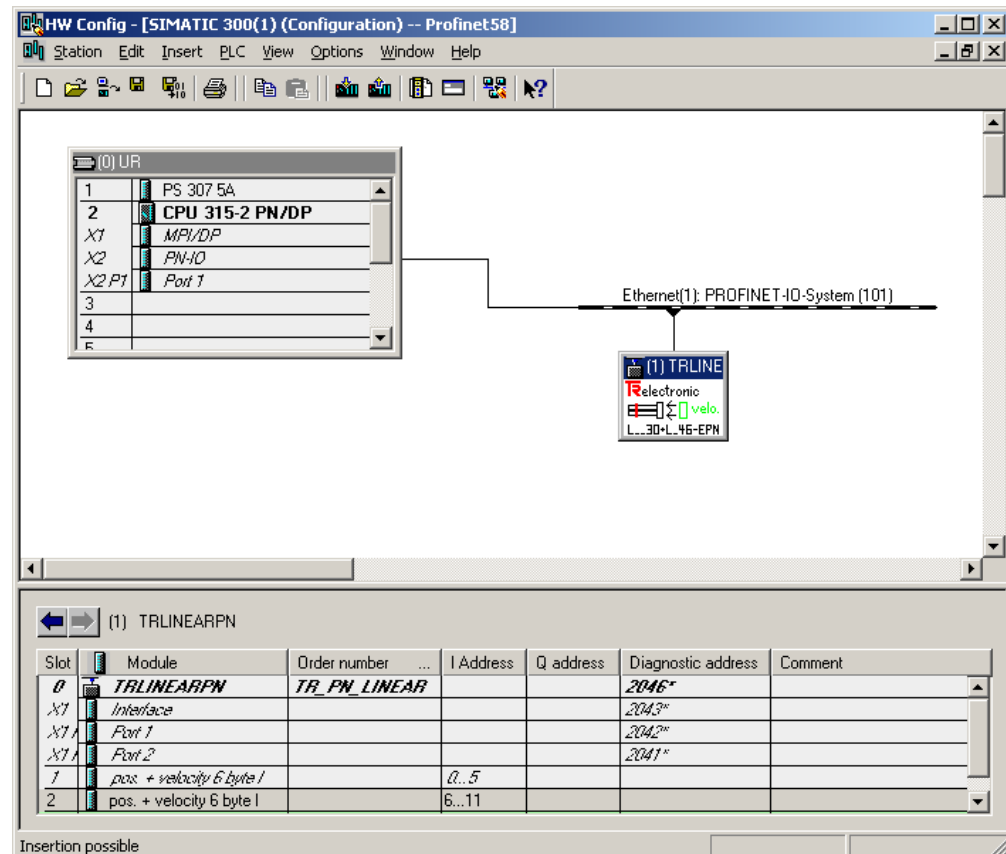 HW Config - [SIMATIC 300(1) (Configuration) -- Profinet58]
Station Edit Insert PLC View Options Window Help
(0) UR
1 PS 307 5A
2 CPU 315-2 PN/DP
X1 MPI/DP
X2 PN-IO
X2 P1 Port 1
3
4
5
Ethernet(1): PROFINET-IO-System (101)
(1) TRLINE
TRelectronic
velo.
L__30+L_46-EPN
(1) TRLINEARPN
Slot Module Order number ... I Address Q address Diagnostic address Comment
0 TRLINEARPN TR_PN_LINEAR 2046*
X1 Interface 2043*
X1 Port 1 2042*
X1 Port 2 2041*
1 pos. + velocity 6 byte I 0...5
2 pos. + velocity 6 byte I 6...11
Insertion possible